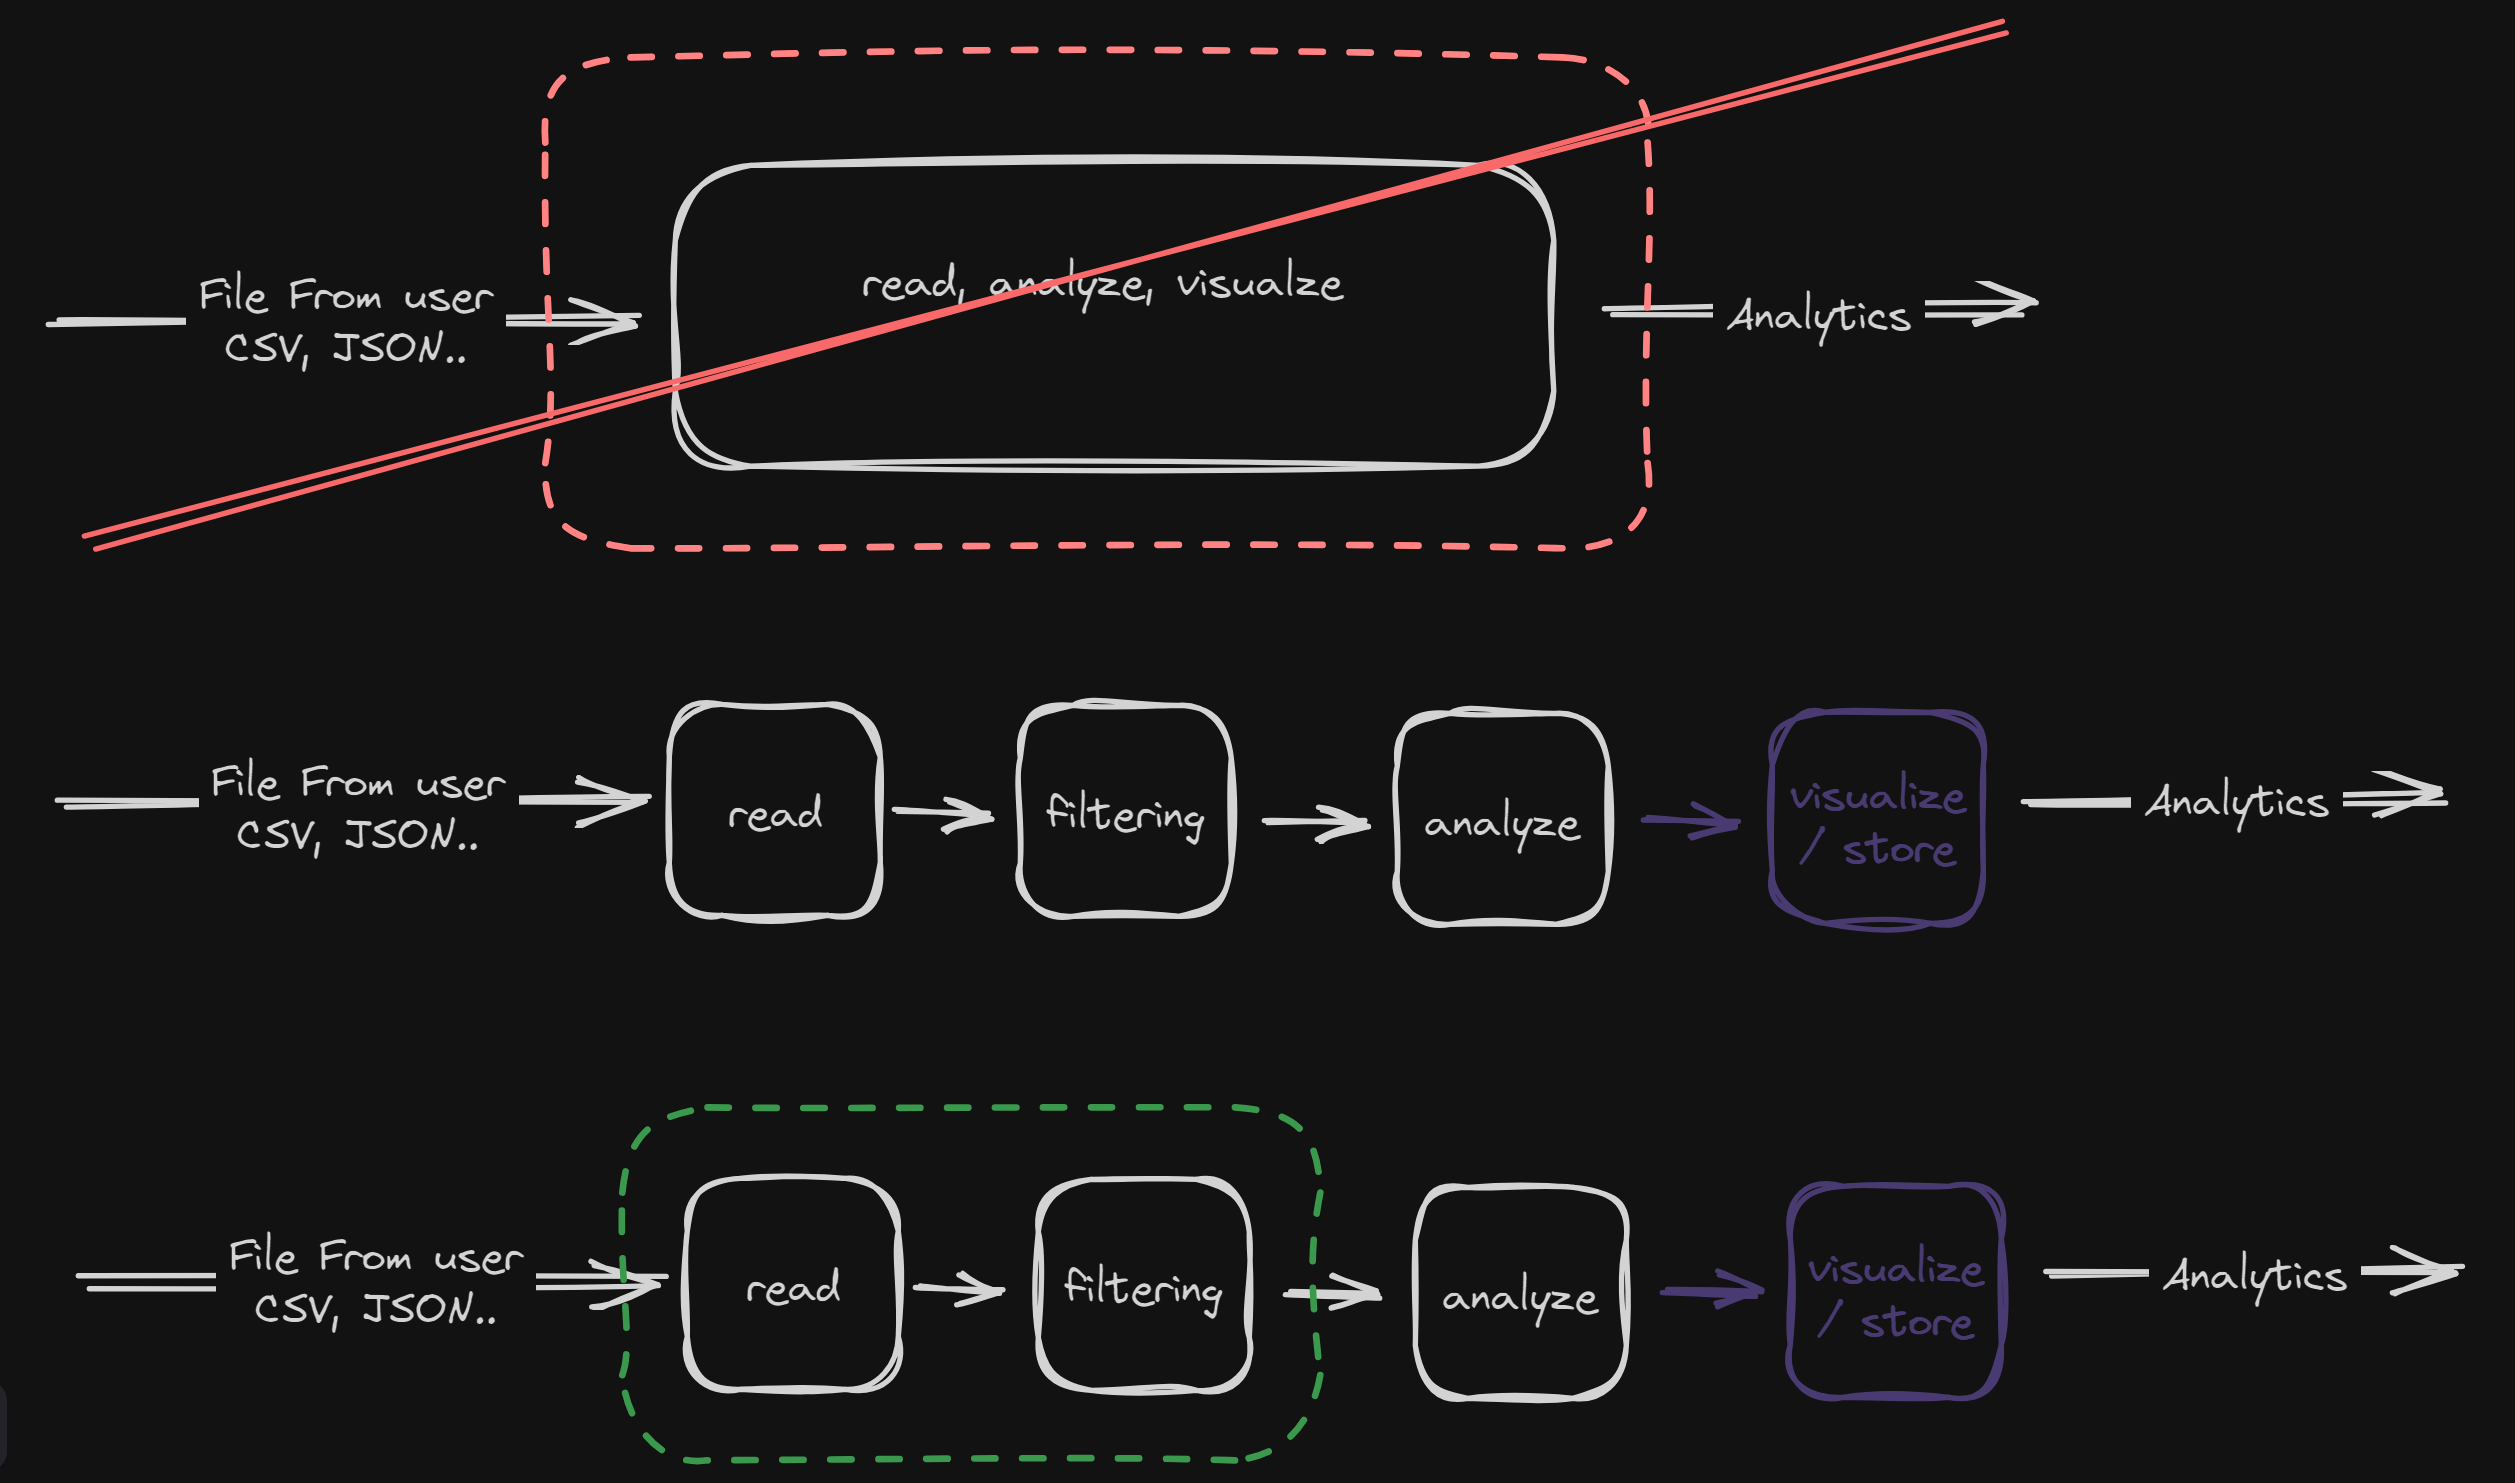 File From user
CSV, JSON..
read, analyze, visualze
Analytics
File From user
CSV, JSON..
read
filtering
analyze
visualize
/ store
Analytics
File From user
CSV, JSON..
read
filtering
analyze
visualize
/ store
Analytics